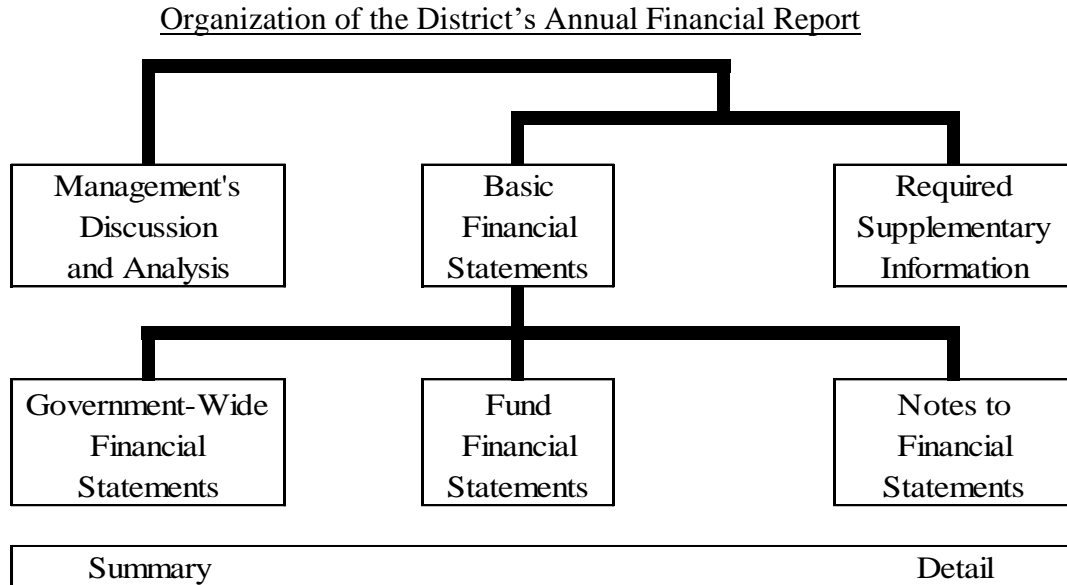 Organization of the District’s Annual Financial Report
Management's
Discussion
and Analysis
Basic
Financial
Statements
Required
Supplementary
Information
Government-Wide
Financial
Statements
Fund
Financial
Statements
Notes to
Financial
Statements
Summary Detail